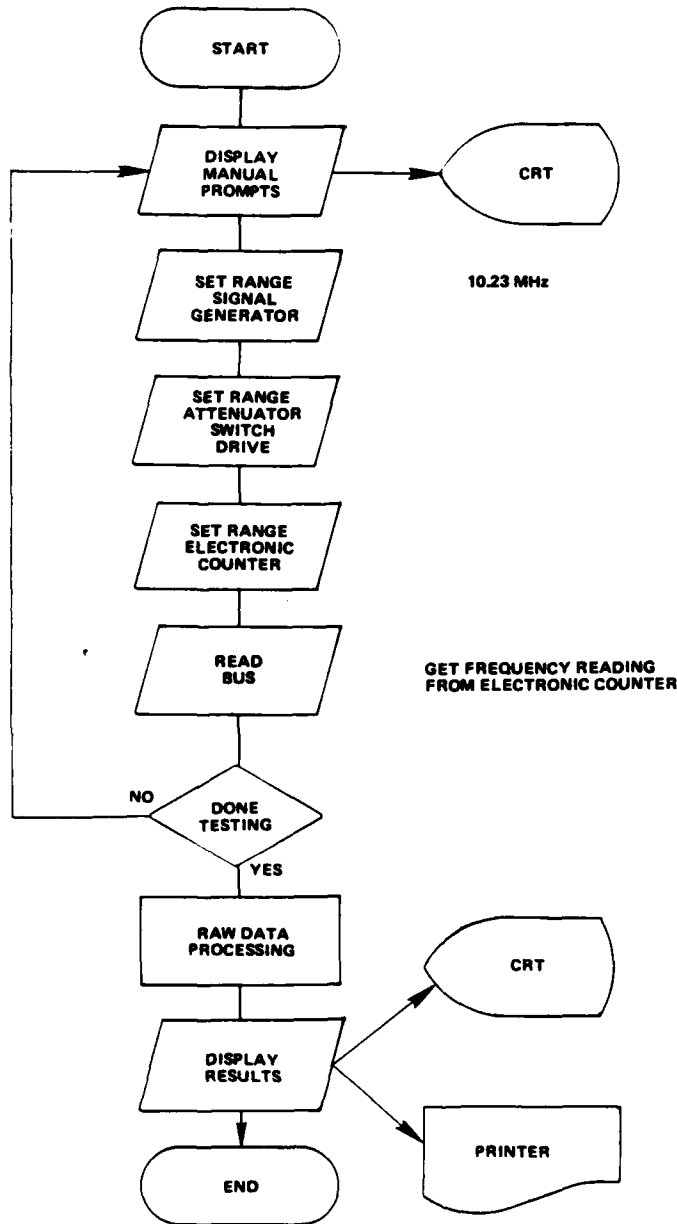 START
DISPLAY
MANUAL
PROMPTS
CRT
SET RANGE
SIGNAL
GENERATOR
10.23 MHz
SET RANGE
ATTENUATOR
SWITCH
DRIVE
SET RANGE
ELECTRONIC
COUNTER
READ
BUS
GET FREQUENCY READING
FROM ELECTRONIC COUNTER
NO
DONE
TESTING
YES
RAW DATA
PROCESSING
CRT
DISPLAY
RESULTS
PRINTER
END